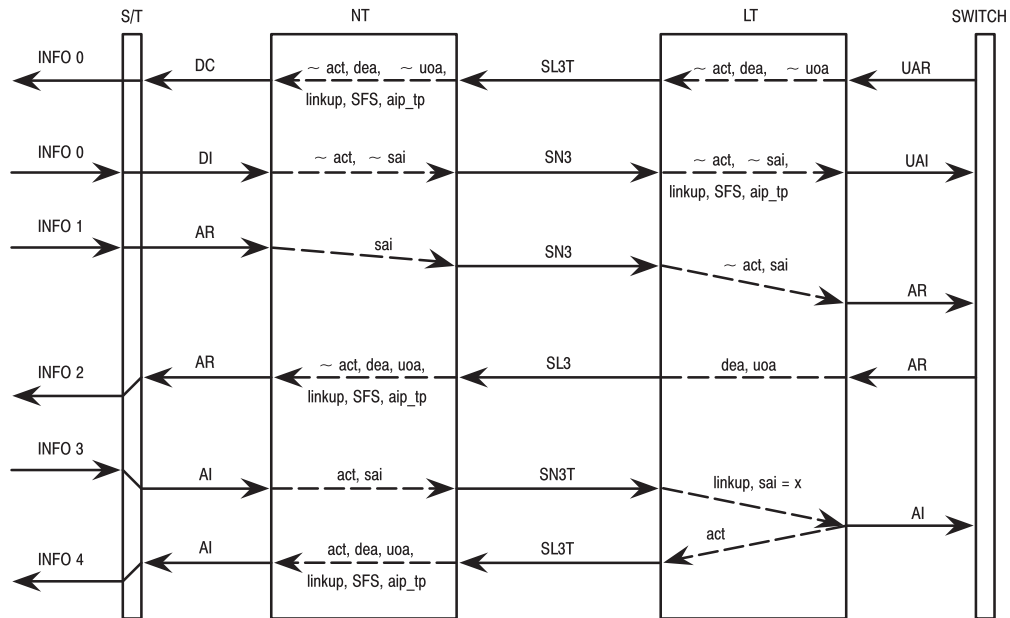 S/T NT LT SWITCH
INFO 0 DC ~ act, dea, ~ uoa, SL3T ~ act, dea, ~ uoa UAR
linkup, SFS, aip_tp
INFO 0 DI ~ act, ~ sai SN3 ~ act, ~ sai, UAI
linkup, SFS, aip_tp
INFO 1 AR sai SN3 ~ act, sai AR
INFO 2 AR ~ act, dea, uoa, SL3 dea, uoa AR
linkup, SFS, aip_tp
INFO 3 AI act, sai SN3T linkup, sai = x AI
act
INFO 4 AI act, dea, uoa, SL3T
linkup, SFS, aip_tp